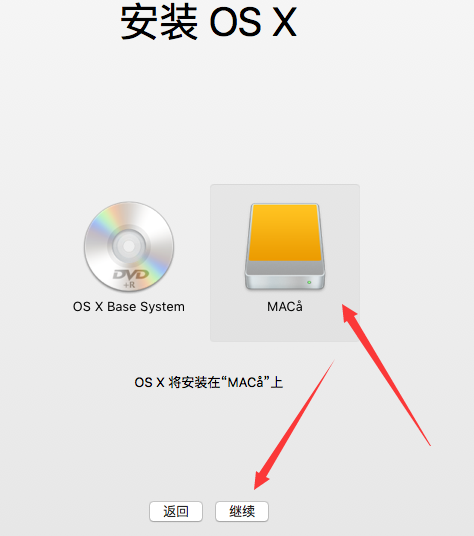 安装 OS X
DVD
+R
OS X Base System
MACå
OS X 将安装在“MACå”上
返回
继续